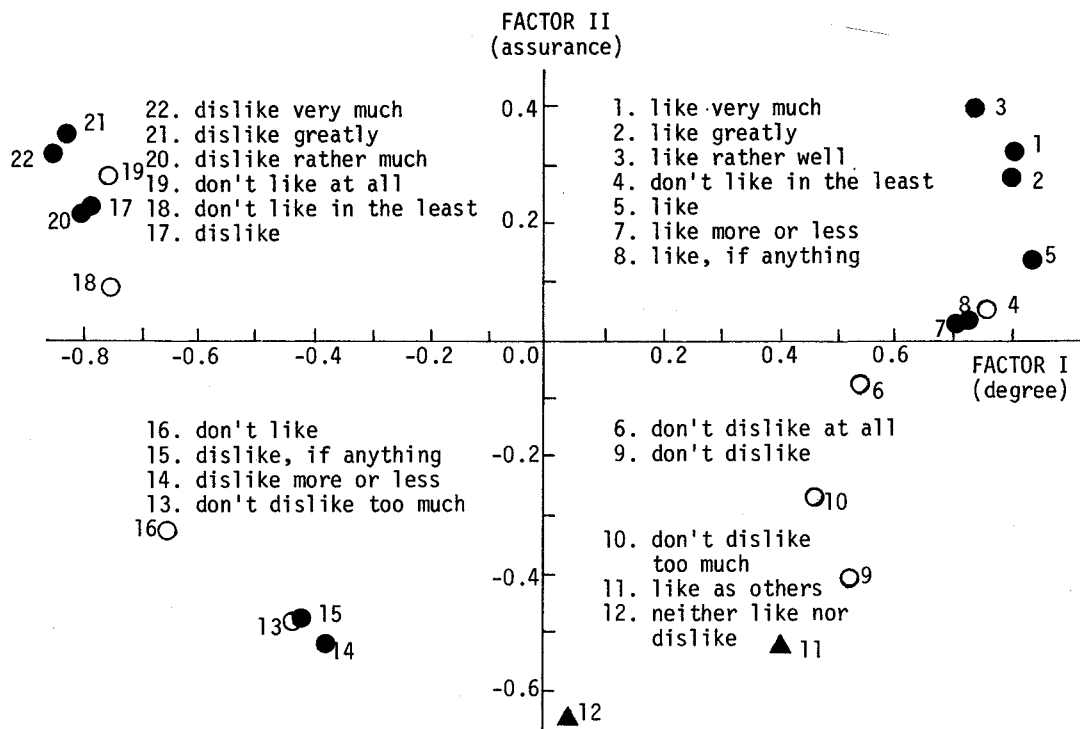 FACTOR II
(assurance)
22. dislike very much
21. dislike greatly
20. dislike rather much
19. don't like at all
18. don't like in the least
17. dislike
1. like very much
2. like greatly
3. like rather well
4. don't like in the least
5. like
7. like more or less
8. like, if anything
21
22
19
20
17
18
0.4
0.2
3
1
2
5
8
4
7
-0.8
-0.6
-0.4
-0.2
0.0
0.2
0.4
0.6
FACTOR I
(degree)
6
16. don't like
15. dislike, if anything
14. dislike more or less
13. don't dislike too much
6. don't dislike at all
9. don't dislike
-0.2
-0.4
-0.6
16
13
15
14
10
9
10. don't dislike
too much
11. like as others
12. neither like nor
dislike
11
12